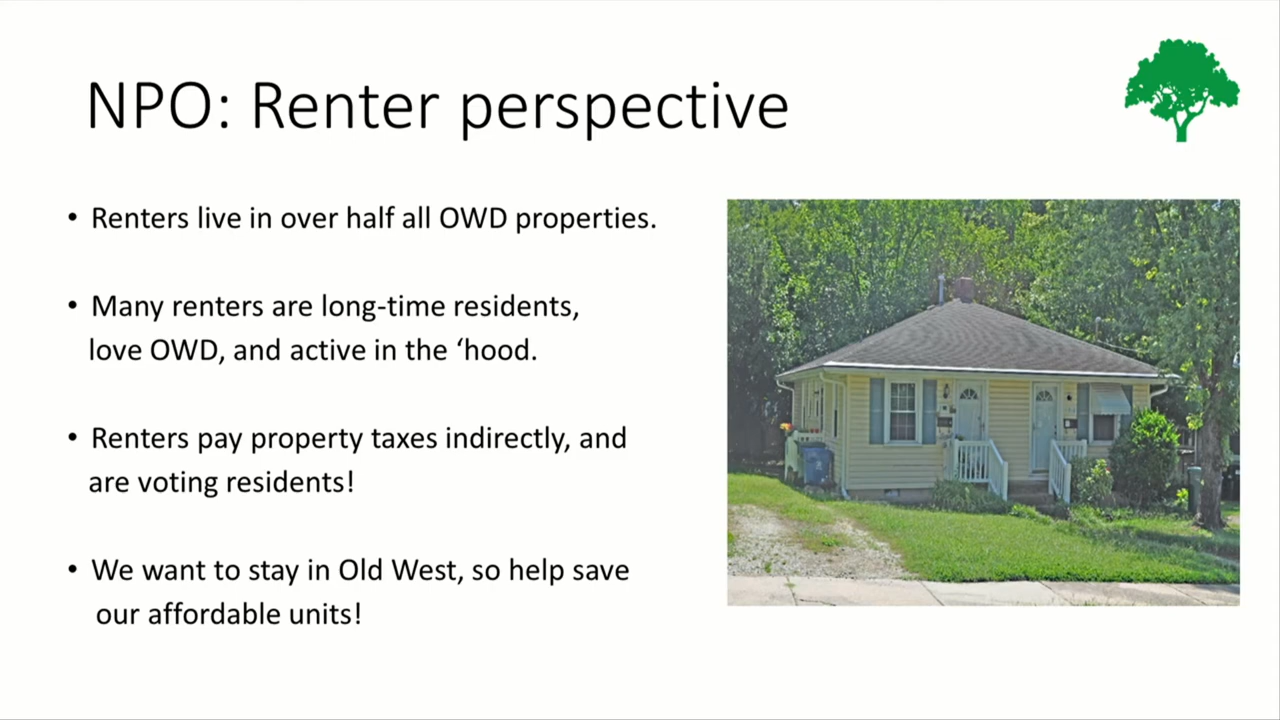 NPO: Renter perspective
• Renters live in over half all OWD properties.
• Many renters are long-time residents,
love OWD, and active in the ‘hood.
• Renters pay property taxes indirectly, and
are voting residents!
• We want to stay in Old West, so help save
our affordable units!